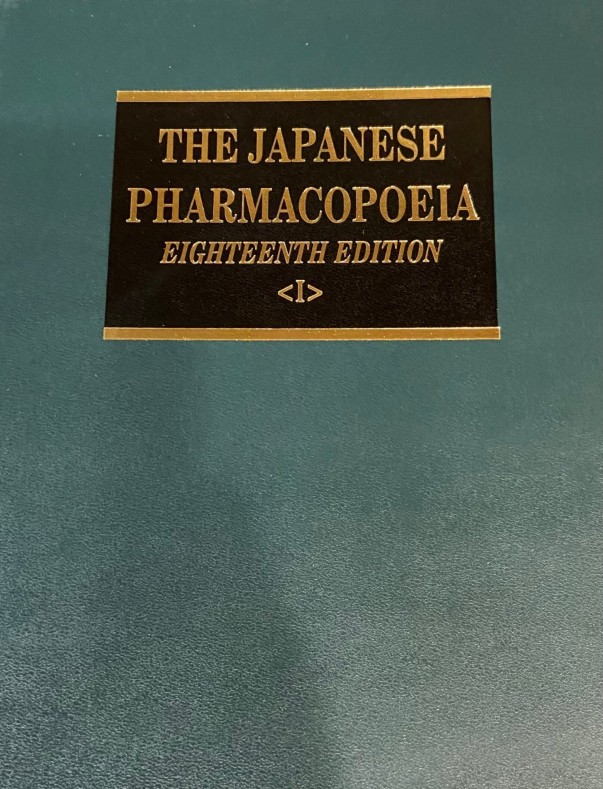 THE JAPANESE
PHARMACOPOEIA
EIGHTEENTH EDITION
<I>